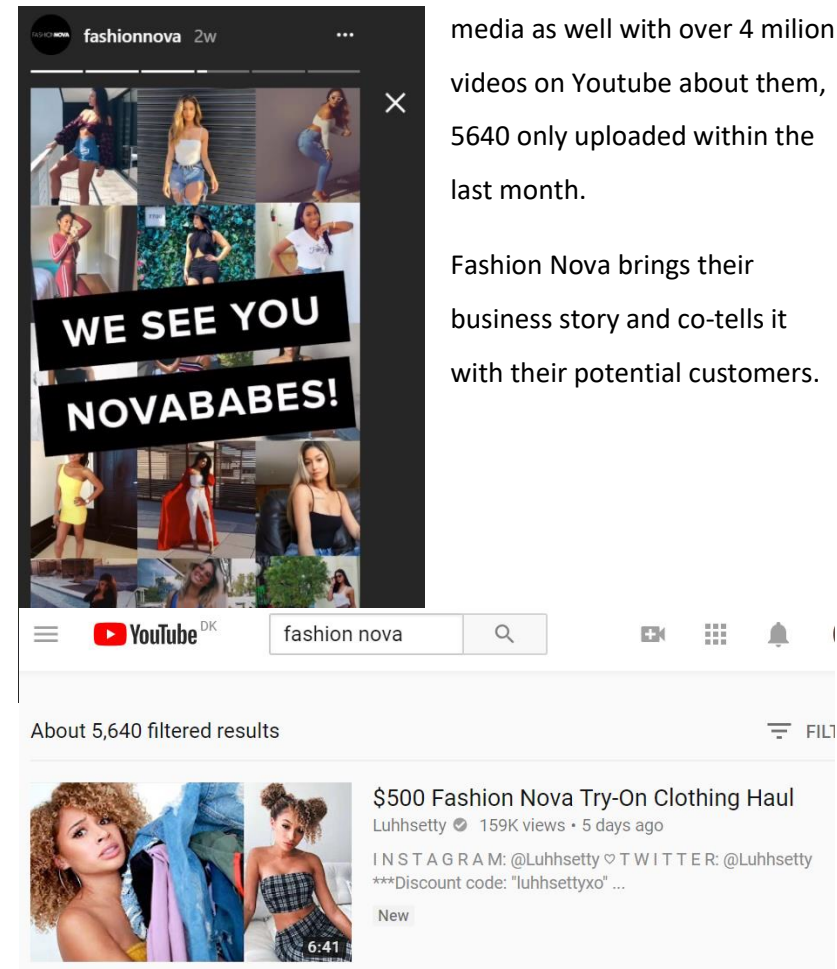 FASHIONNOVA
fashionnova 2w
WE SEE YOU
NOVABABES!
media as well with over 4 milion
videos on Youtube about them,
5640 only uploaded within the
last month.
Fashion Nova brings their
business story and co-tells it
with their potential customers.
YouTube DK
fashion nova
About 5,640 filtered results
FILT
$500 Fashion Nova Try-On Clothing Haul
Luhhsetty 159K views • 5 days ago
I N S T A G R A M: @Luhhsetty ♡ T W I T T E R: @Luhhsetty
***Discount code: "luhhsettyxo" ...
New
6:41